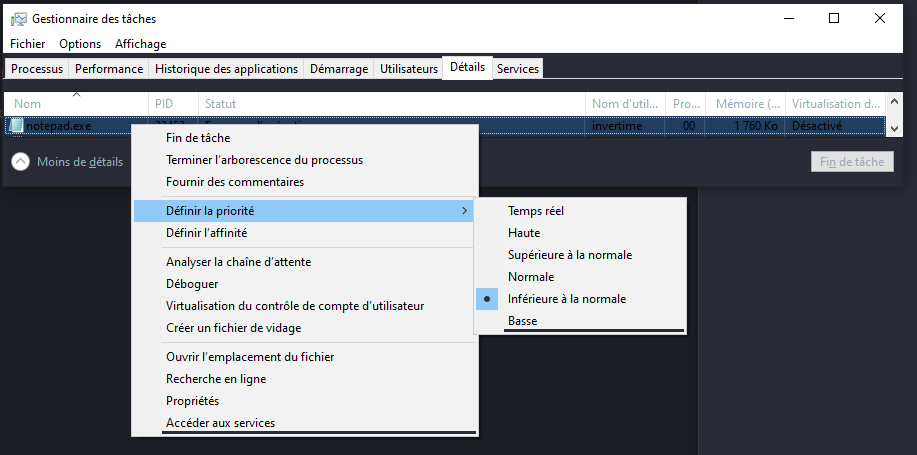 Gestionnaire des tâches
Fichier Options Affichage
Processus Performance Historique des applications Démarrage Utilisateurs Détails Services
Nom PID Statut Nom d'util... Pro... Mémoire (... Virtualisation d...
notepad.exe invertime 00 1 760 Ko Désactivé
Moins de détails
Fin de tâche
Fin de tâche
Terminer l'arborescence du processus
Fournir des commentaires
Définir la priorité
Définir l'affinité
Analyser la chaîne d'attente
Déboguer
Virtualisation du contrôle de compte d'utilisateur
Créer un fichier de vidage
Ouvrir l'emplacement du fichier
Recherche en ligne
Propriétés
Accéder aux services
Temps réel
Haute
Supérieure à la normale
Normale
Inférieure à la normale
Basse